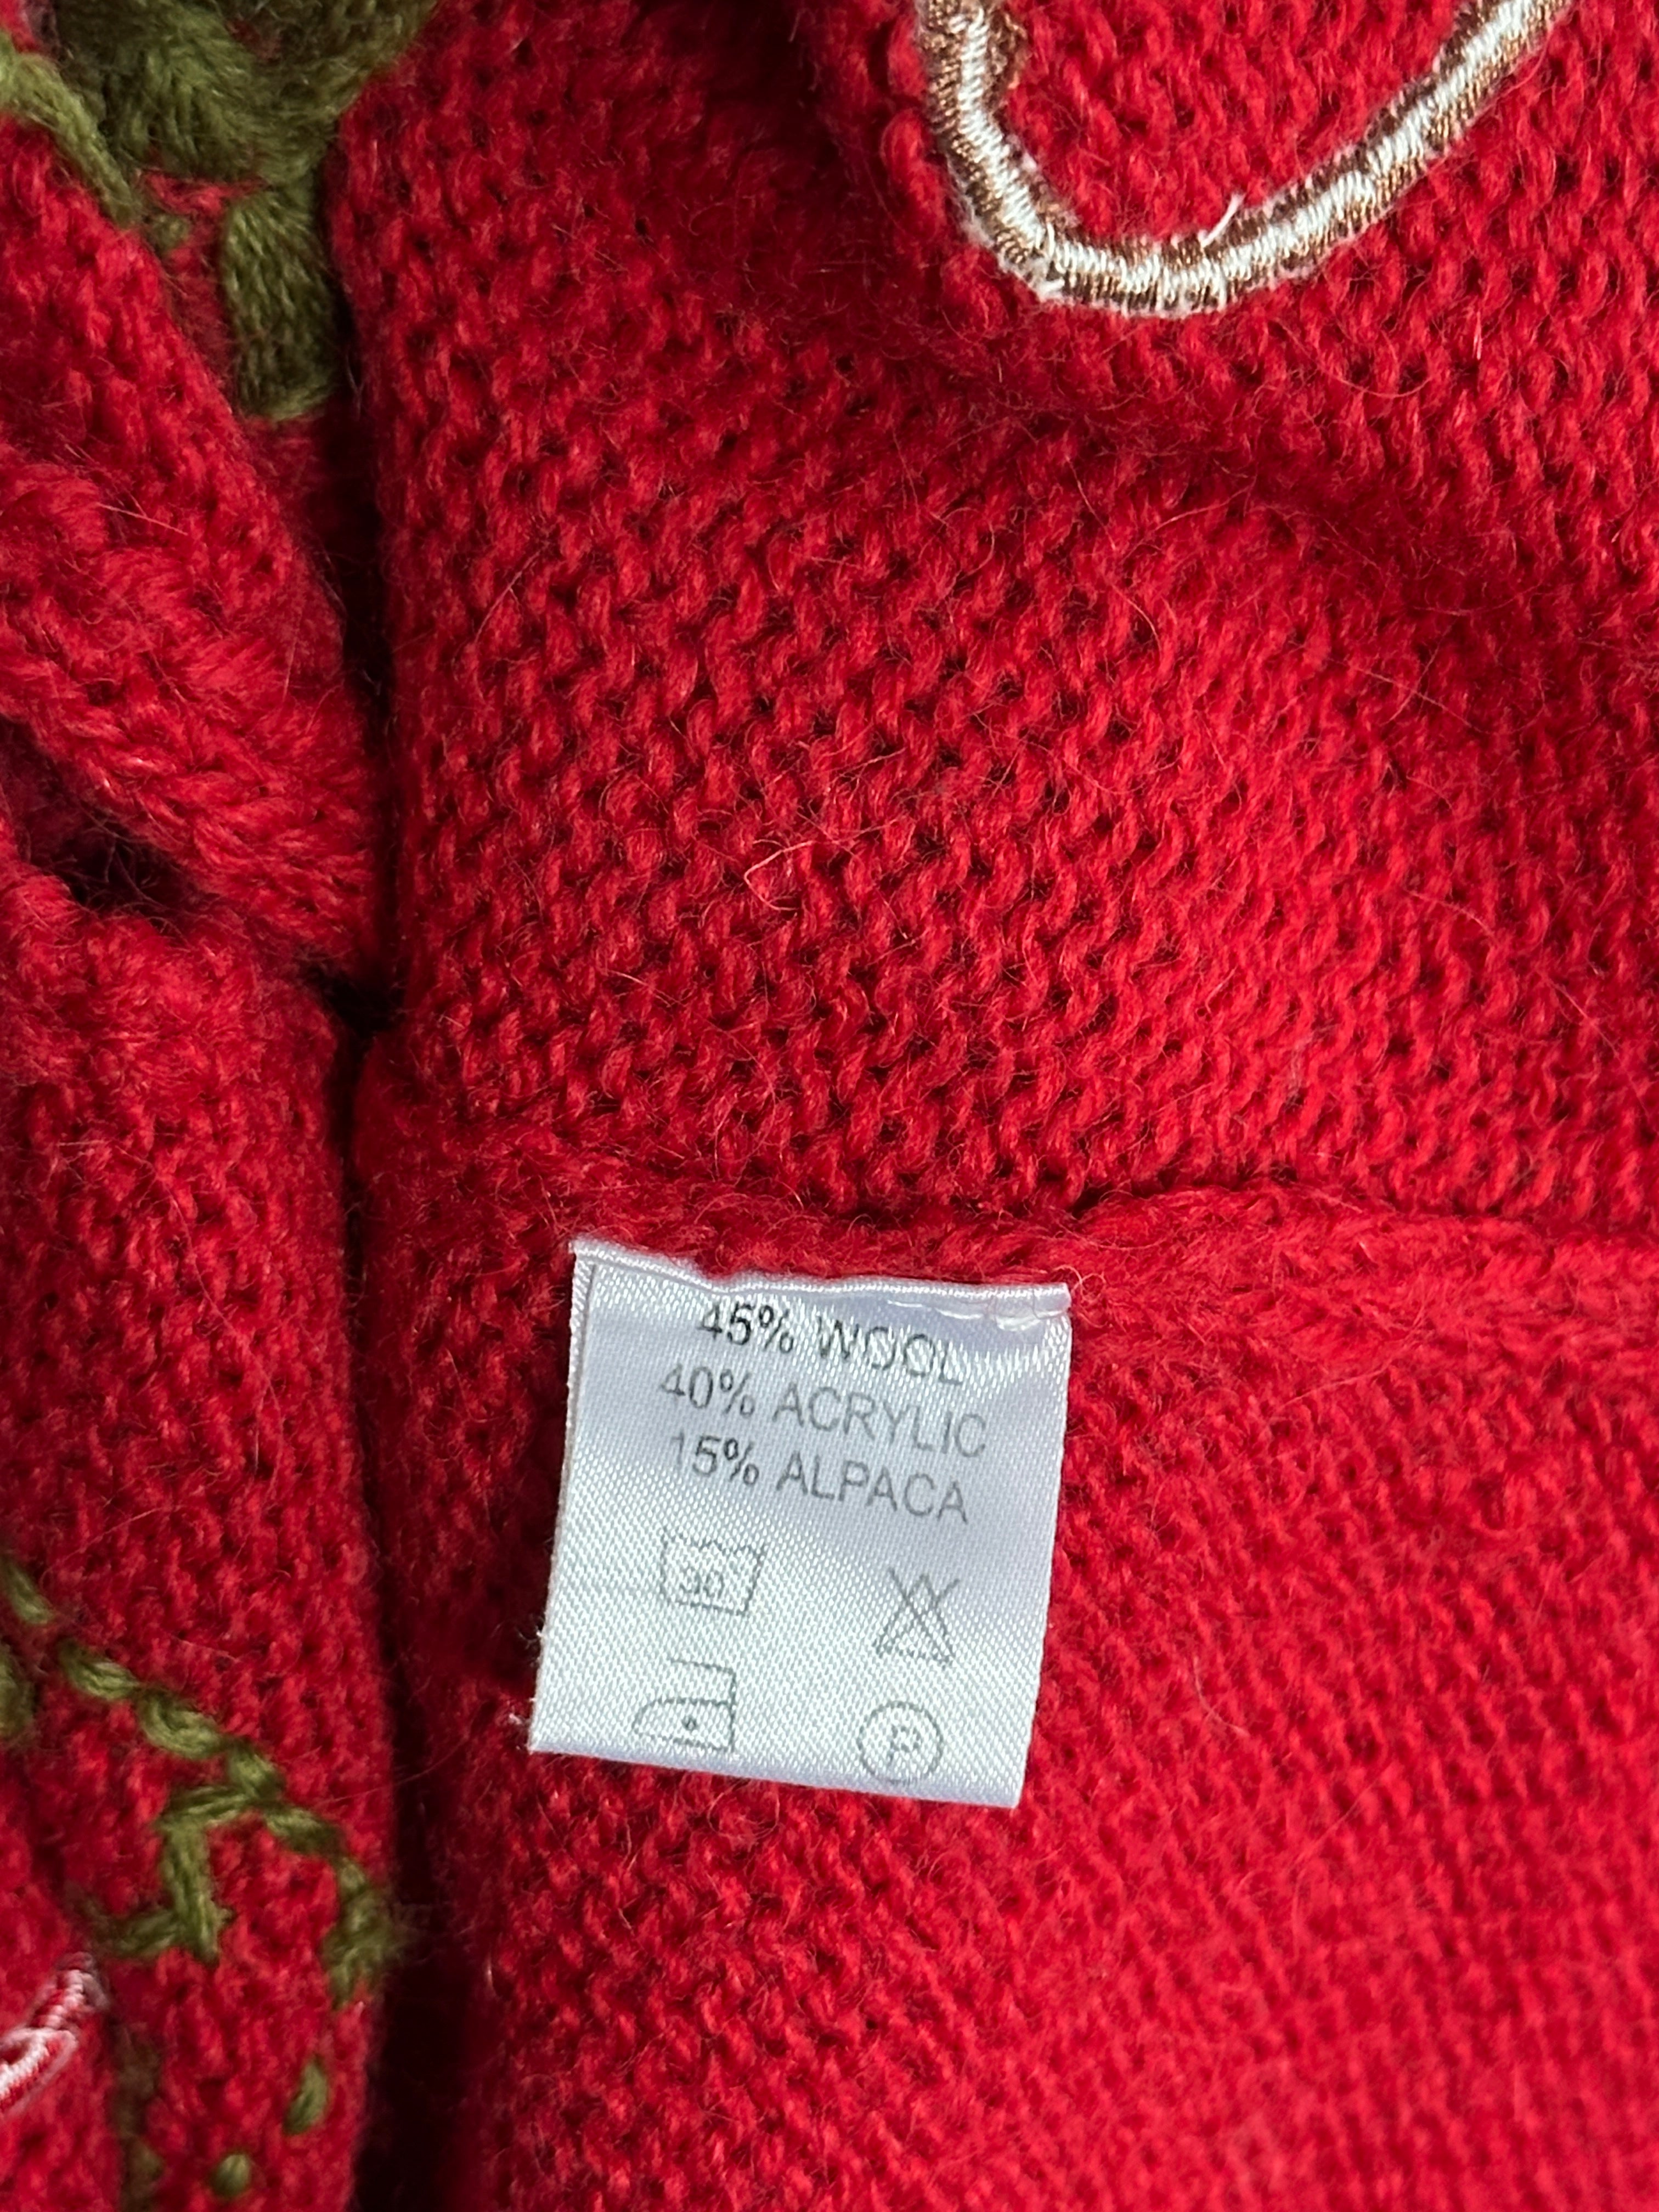 45% WOOL
40% ACRYLIC
15% ALPACA
30
P